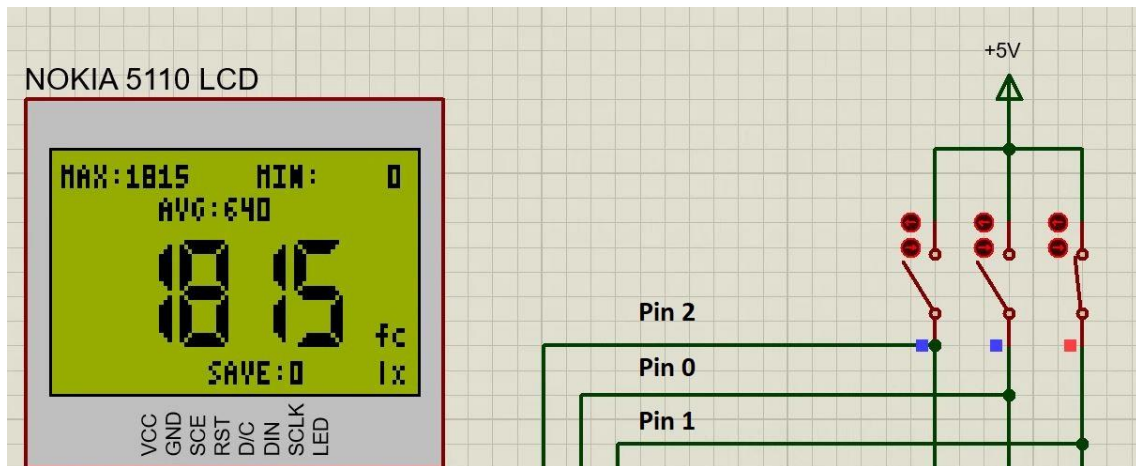 +5V
NOKIA 5110 LCD
MAX:1815 MIN: 0
AVG:640
1815
fc
SAVE:0 lx
Pin 2
Pin 0
Pin 1
VCC
GND
SCE
RST
D/C
DIN
SCLK
LED